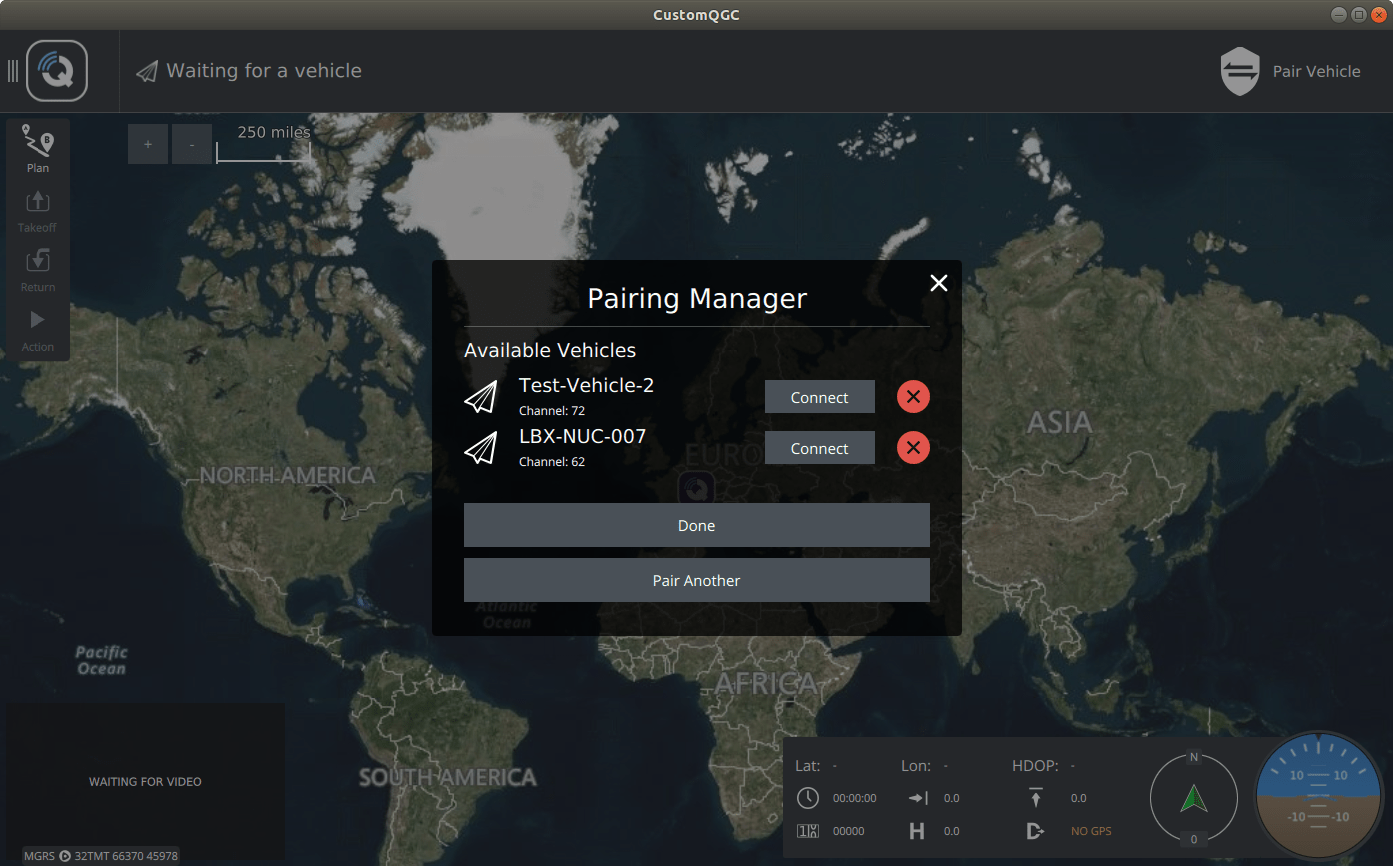 CustomQGC
Waiting for a vehicle
Pair Vehicle
A
B
Plan
Takeoff
Return
Action
+
-
250 miles
Pairing Manager
Available Vehicles
Test-Vehicle-2
Channel: 72
Connect
LBX-NUC-007
Channel: 62
Connect
Done
Pair Another
NORTH AMERICA
EURO
ASIA
Atlantic
Ocean
Pacific
Ocean
AFRICA
SOUTH AMERICA
WAITING FOR VIDEO
MGRS 32TMT 66370 45978
Lat: -
Lon: -
HDOP: -
00:00:00
0.0
0.0
00000
H
0.0
NO GPS
N
0
10 10
-10 -10